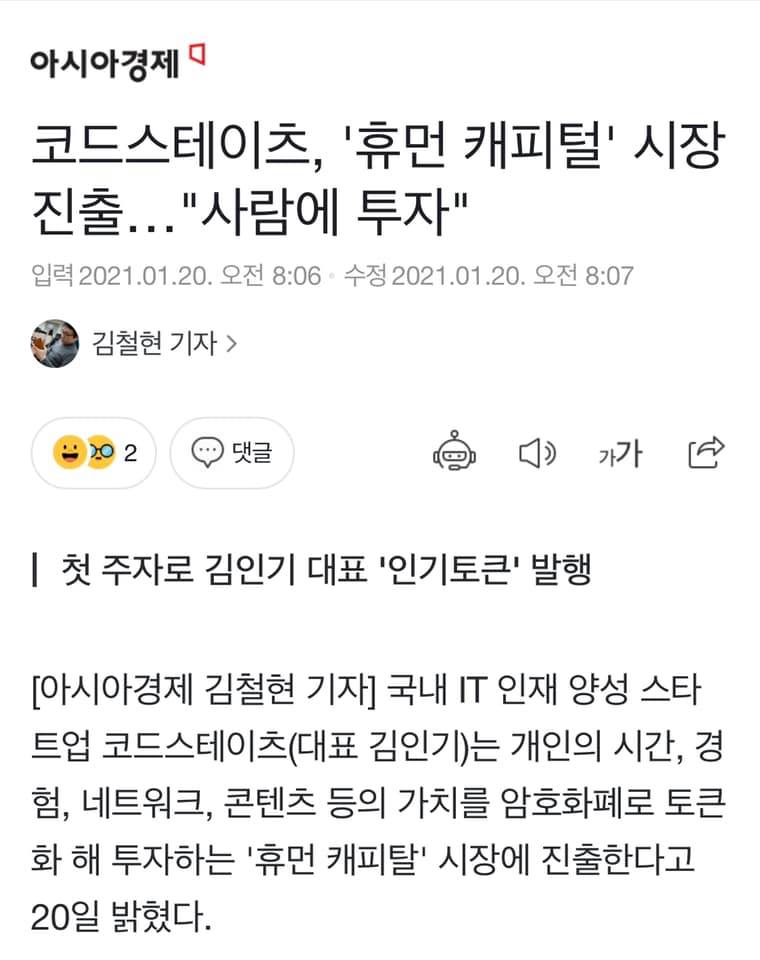 아시아경제
코드스테이츠, '휴먼 캐피털' 시장
진출…"사람에 투자"
입력 2021.01.20. 오전 8:06 · 수정 2021.01.20. 오전 8:07
김철현 기자 >
2 댓글 가가
첫 주자로 김인기 대표 '인기토큰' 발행
[아시아경제 김철현 기자] 국내 IT 인재 양성 스타
트업 코드스테이츠(대표 김인기)는 개인의 시간, 경
험, 네트워크, 콘텐츠 등의 가치를 암호화폐로 토큰
화 해 투자하는 '휴먼 캐피탈' 시장에 진출한다고
20일 밝혔다.